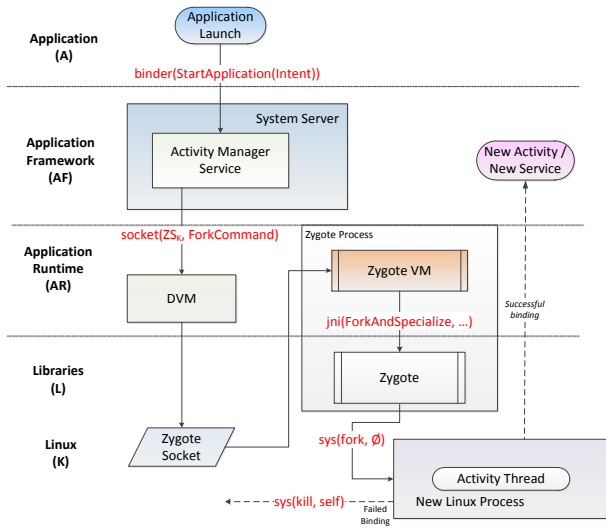 Application
Launch
Application
(A)
binder(StartApplication(Intent))
System Server
Activity Manager
Service
Application
Framework
(AF)
New Activity /
New Service
socket(ZSK, ForkCommand)
Zygote Process
Application
Runtime
(AR)
Zygote VM
DVM
Successful
binding
jni(ForkAndSpecialize, …)
Libraries
(L)
Zygote
Linux
(K)
Zygote
Socket
sys(fork, Ø)
Activity Thread
New Linux Process
sys(kill, self)
Failed
Binding